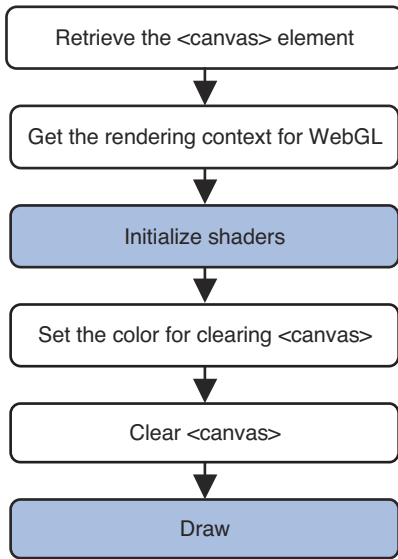 Retrieve the <canvas> element
Get the rendering context for WebGL
Initialize shaders
Set the color for clearing <canvas>
Clear <canvas>
Draw